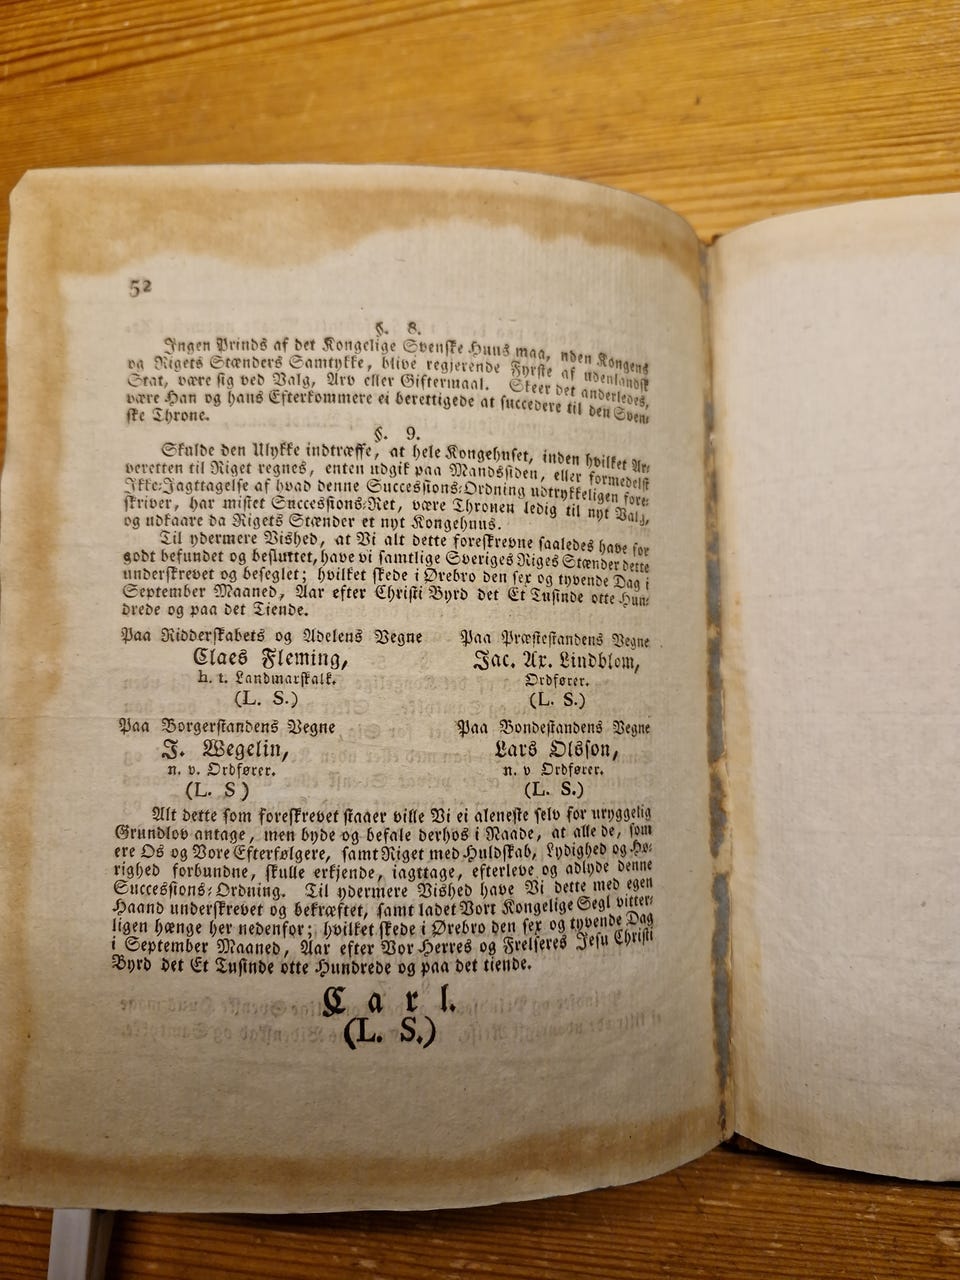 52
§. 8.
Ingen Prinds af det Kongelige Svenske Huus maa, uden Kongens
og Rigets Stænders Samtykke, blive regjerende Fyrste af udenlandsk
Stat, være sig ved Valg, Arv eller Giftermaal. Skeer det anderledes,
være Han og hans Efterkommere ei berettigede at succedere til den Sven-
ske Throne.
§. 9.
Skulde den Ulykke indtræffe, at hele Kongehuset, inden hvilket Ar-
veretten til Riget regnes, enten udgik paa Mandssiden, eller formedelst
Ikke-Jagttagelse af hvad denne Successions-Ordning udtrykkeligen fore-
skriver, har mistet Successions-Ret, være Thronen ledig til nyt Valg,
og udkaare da Rigets Stænder et nyt Kongehuus.
Til ydermere Vished, at Vi alt dette foreskrevne saaledes have for
godt befundet og besluttet, have vi samtlige Sveriges Riges Stænder dette
underskrevet og beseglet; hvilket skede i Ørebro den sex og tyvende Dag i
September Maaned, Aar efter Christi Byrd det Et Tusinde otte Hun-
drede og paa det Tiende.
Paa Ridderskabets og Adelens Vegne Paa Præstestandens Vegne
Claes Fleming, Jac. Ax. Lindblom,
h. t. Landmarskalk. Ordfører.
(L. S.) (L. S.)
Paa Borgerstandens Vegne Paa Bondestandens Vegne
J. Wegelin, Lars Olsson,
n. v. Ordfører. n. v Ordfører.
(L. S ) (L. S.)
Alt dette som foreskrevet staaer ville Vi ei aleneste selv for uryggelig
Grundlov antage, men byde og befale derhos i Naade, at alle de, som
ere Os og Vore Efterfølgere, samt Riget med Huldskab, Lydighed og Hø-
righed forbundne, skulle erkjende, iagttage, efterleve og adlyde denne
Successions-Ordning. Til ydermere Vished have Vi dette med egen
Haand underskrevet og bekræftet, samt ladet Vort Kongelige Segl vitter-
ligen hænge her nedenfor; hvilket skede i Ørebro den sex og tyvende Dag
i September Maaned, Aar efter Vor Herres og Frelseres Jesu Christi
Byrd det Et Tusinde otte Hundrede og paa det tiende.
Carl.
(L. S.)